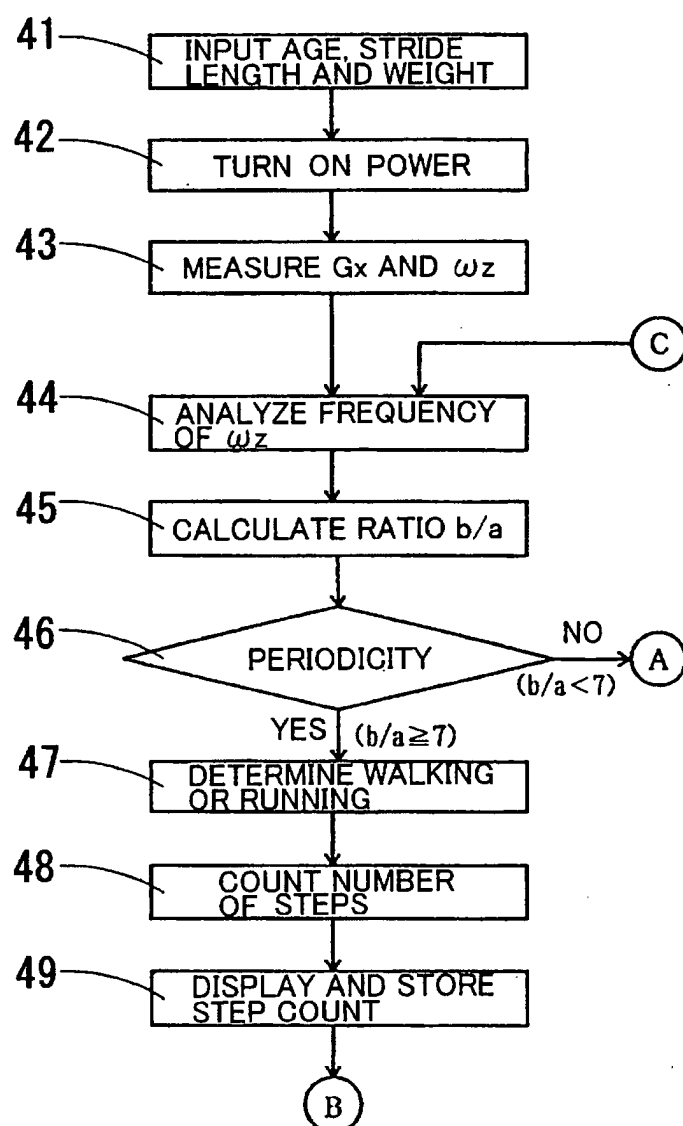 41
INPUT AGE, STRIDE
LENGTH AND WEIGHT
42
TURN ON POWER
43
MEASURE Gx AND ωz
C
44
ANALYZE FREQUENCY
OF ωz
45
CALCULATE RATIO b/a
46
PERIODICITY
NO
(b/a<7)
A
YES
(b/a≧7)
47
DETERMINE WALKING
OR RUNNING
48
COUNT NUMBER
OF STEPS
49
DISPLAY AND STORE
STEP COUNT
B